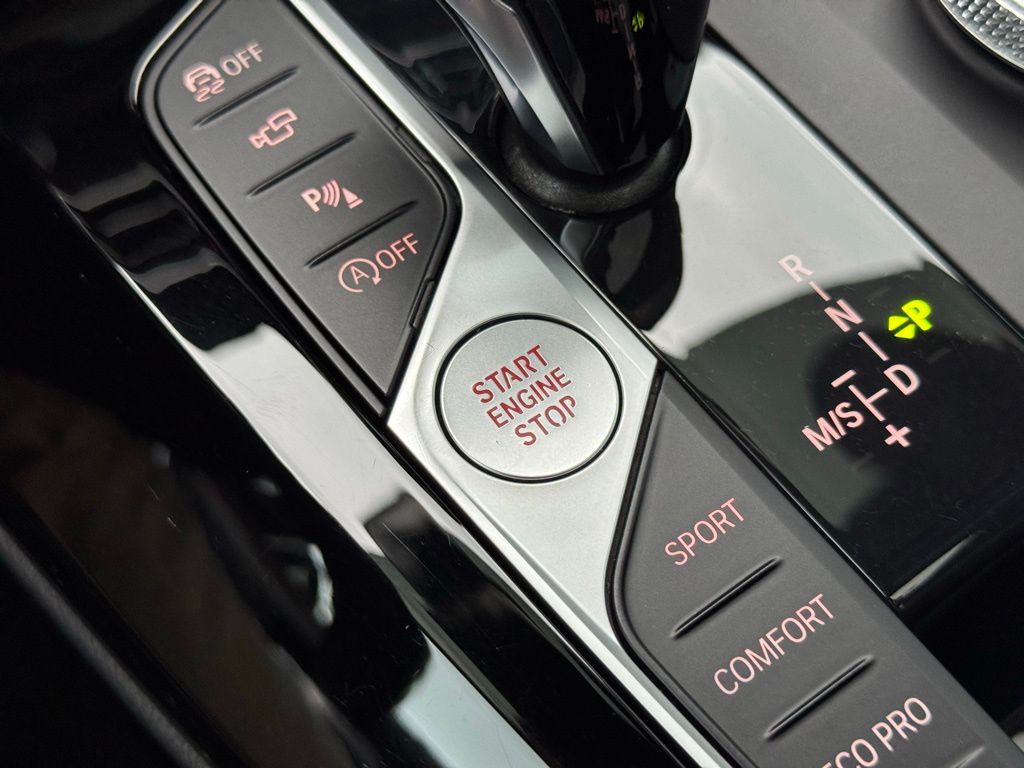 OFF
P
A OFF
START
ENGINE
STOP
R
N
P
D
M/S
+
SPORT
COMFORT
ECO PRO